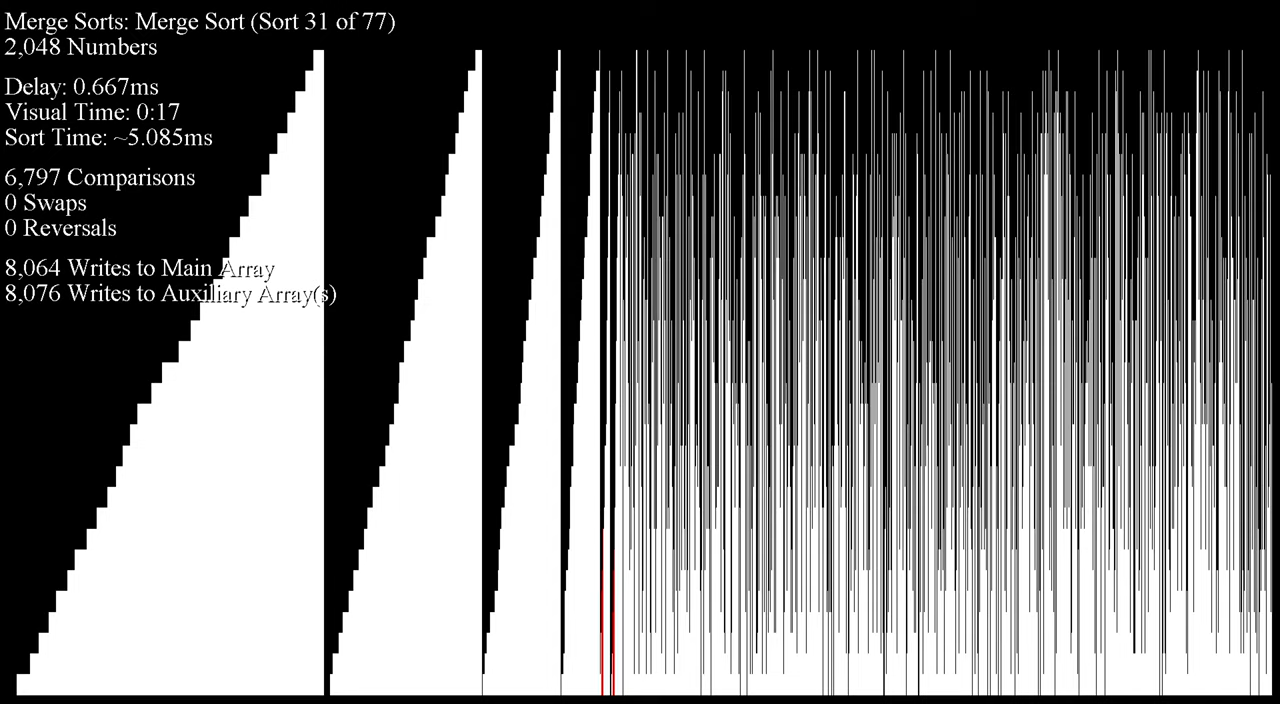 Merge Sorts: Merge Sort (Sort 31 of 77)
2,048 Numbers
Delay: 0.667ms
Visual Time: 0:17
Sort Time: ~5.085ms
6,797 Comparisons
0 Swaps
0 Reversals
8,064 Writes to Main Array
8,076 Writes to Auxiliary Array(s)